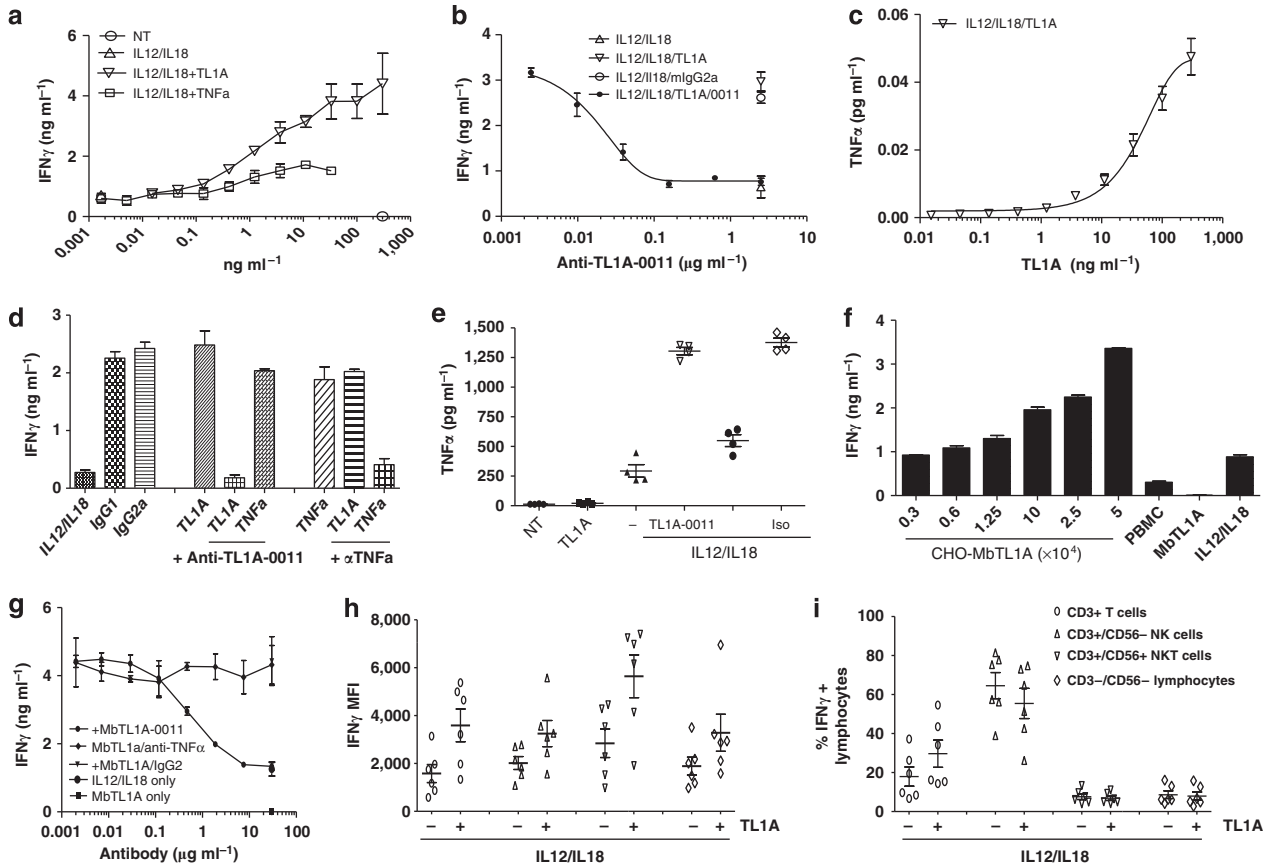 a
NT
IL12/IL18
IL12/IL18+TL1A
IL12/IL18+TNFa
IFNγ (ng ml⁻¹)
6
4
2
0
0.001
0.01
0.1
1
10
100
1,000
ng ml⁻¹
b
IL12/IL18
IL12/IL18/TL1A
IL12/Il18/mIgG2a
IL12/IL18/TL1A/0011
IFNγ (ng ml⁻¹)
4
3
2
1
0
0.001
0.01
0.1
1
10
Anti-TL1A-0011 (μg ml⁻¹)
c
IL12/IL18/TL1A
TNFα (pg ml⁻¹)
0.06
0.04
0.02
0.00
0.01
0.1
1
10
100
1,000
TL1A (ng ml⁻¹)
d
IFNγ (ng ml⁻¹)
3
2
1
0
IL12/IL18
IgG1
IgG2a
TL1A
TL1A
TNFa
TNFa
TL1A
TNFa
+ Anti-TL1A-0011
+ αTNFa
e
TNFα (pg ml⁻¹)
1,500
1,250
1,000
750
500
250
0
NT
TL1A
–
TL1A-0011
Iso
IL12/IL18
f
IFNγ (ng ml⁻¹)
4
3
2
1
0
0.3
0.6
1.25
10
2.5
5
PBMC
MbTL1A
IL12/IL18
CHO-MbTL1A (×10⁴)
g
IFNγ (ng ml⁻¹)
6
4
2
0
+MbTL1A-0011
MbTL1a/anti-TNFα
+MbTL1A/IgG2
IL12/IL18 only
MbTL1A only
0.001
0.01
0.1
1
10
100
Antibody (μg ml⁻¹)
h
IFNγ MFI
8,000
6,000
4,000
2,000
0
– + – + – + – + TL1A
IL12/IL18
i
CD3+ T cells
CD3+/CD56– NK cells
CD3+/CD56+ NKT cells
CD3–/CD56– lymphocytes
% IFNγ +
lymphocytes
100
80
60
40
20
0
– + – + – + – + TL1A
IL12/IL18